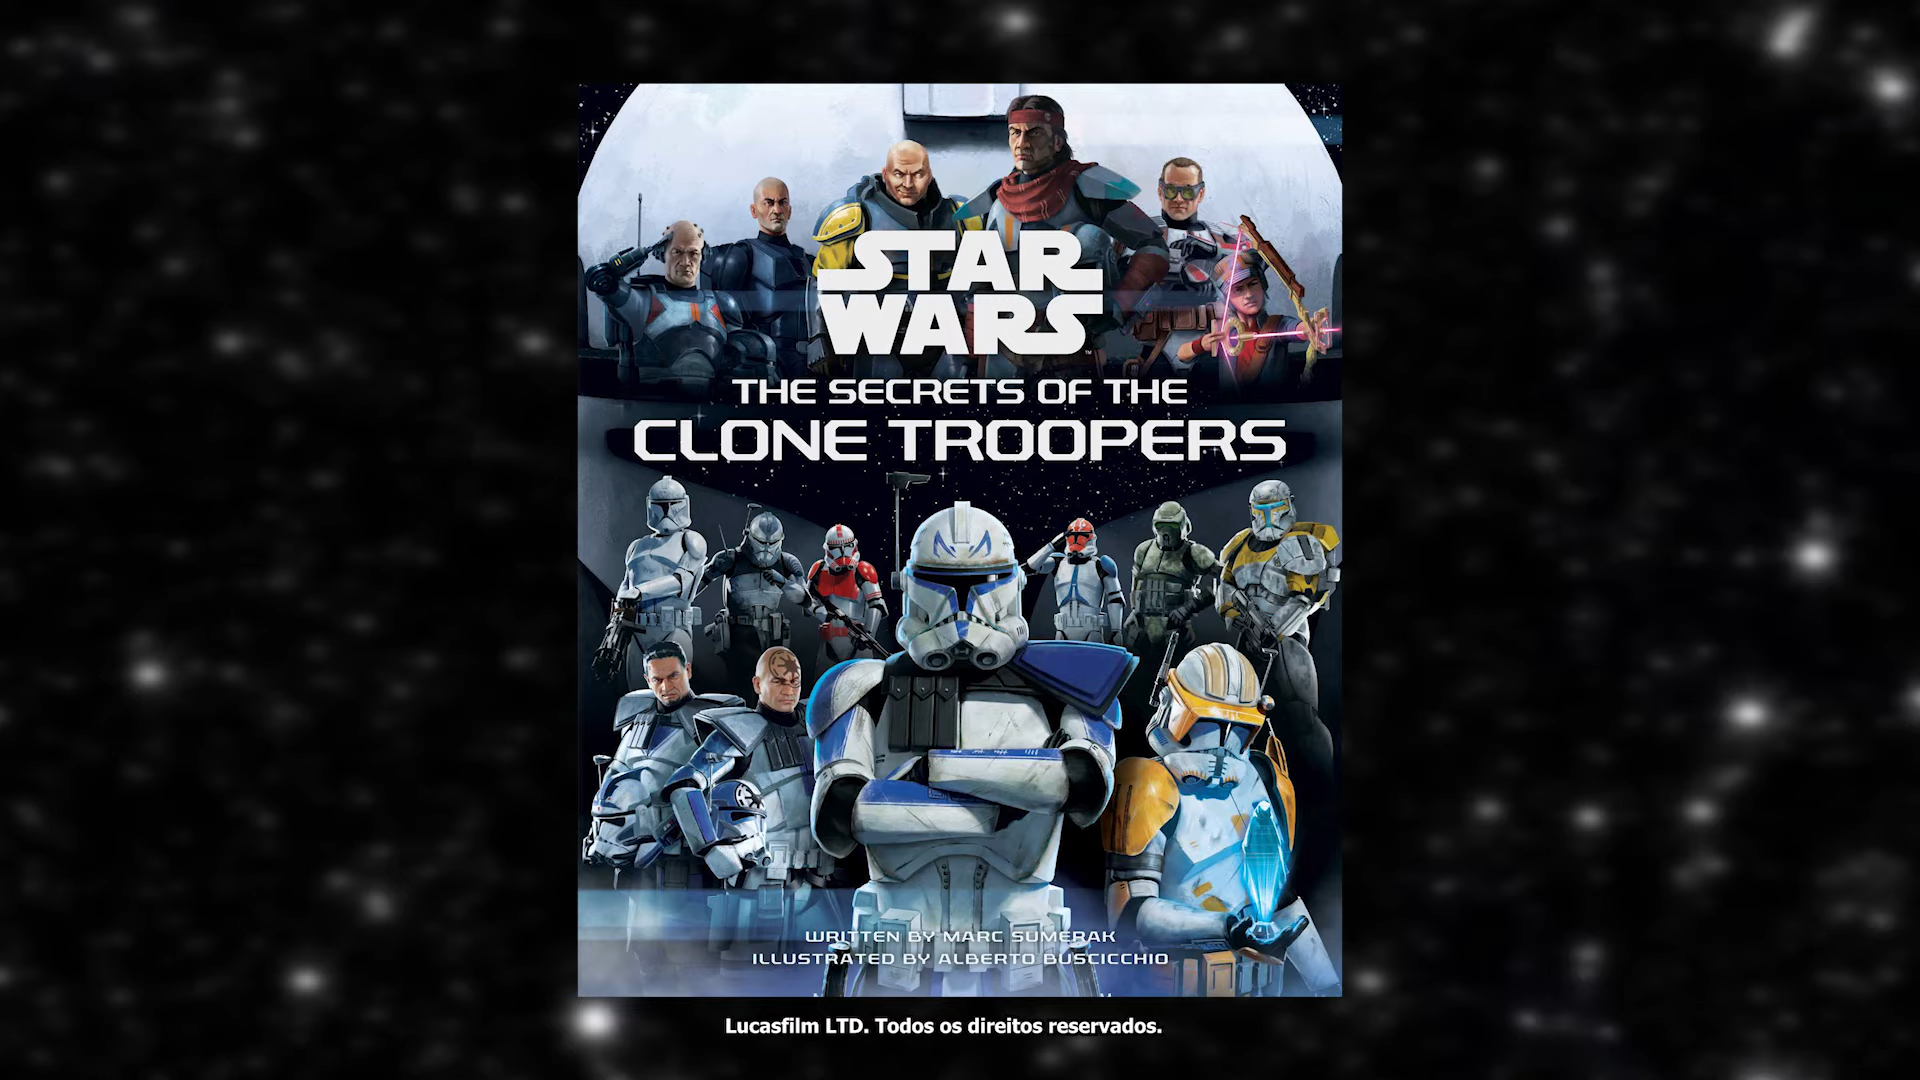 STAR
WARS
™
THE SECRETS OF THE
CLONE TROOPERS
WRITTEN BY MARC SUMERAK
ILLUSTRATED BY ALBERTO BUSCICCHIO
Lucasfilm LTD. Todos os direitos reservados.